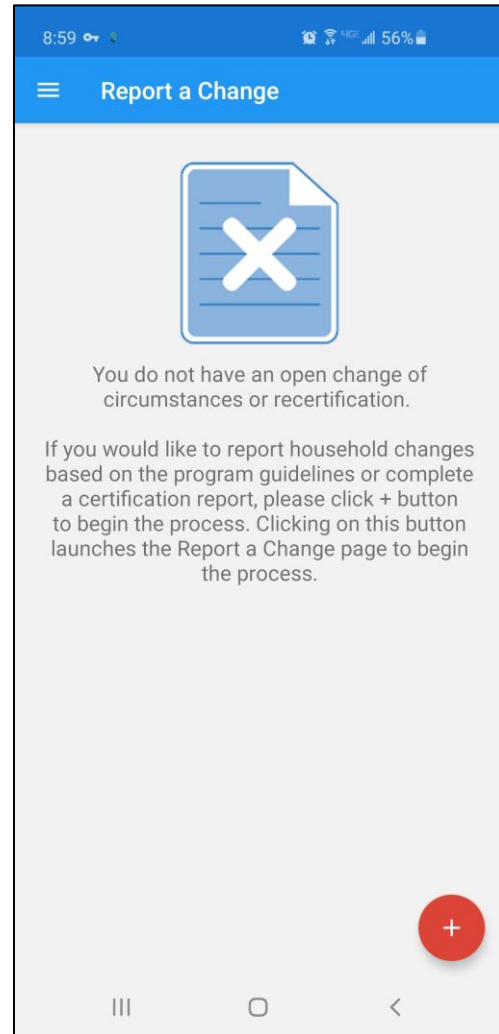 8:59 56%
Report a Change
You do not have an open change of
circumstances or recertification.
If you would like to report household changes
based on the program guidelines or complete
a certification report, please click + button
to begin the process. Clicking on this button
launches the Report a Change page to begin
the process.
+